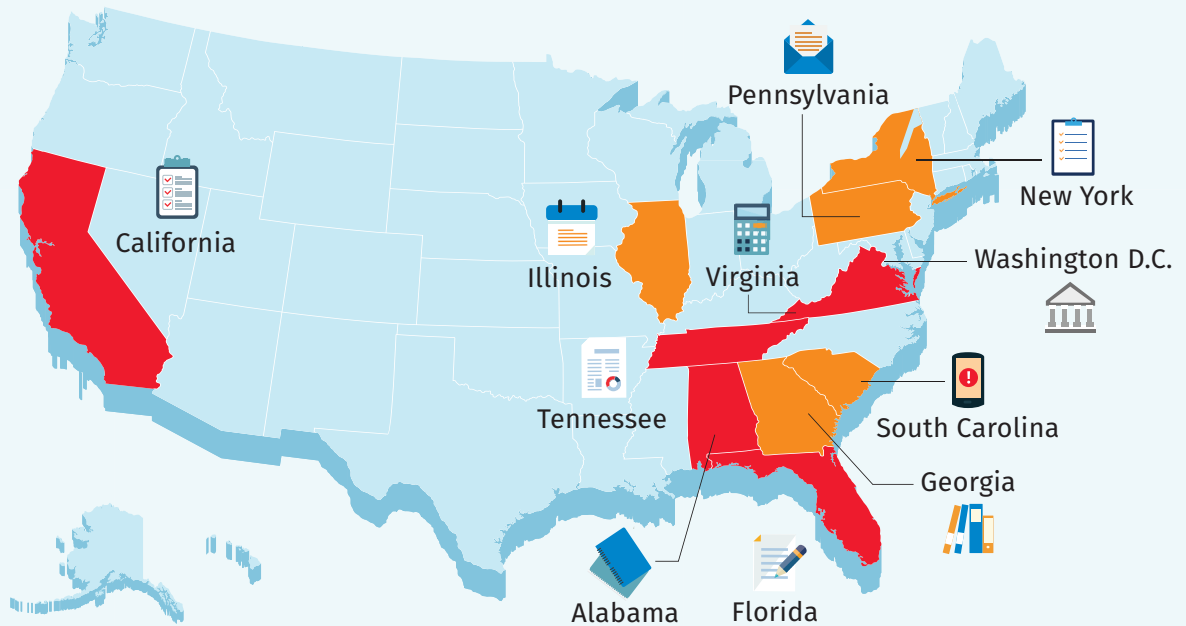 Pennsylvania
New York
California
Illinois
Virginia
Washington D.C.
Tennessee
South Carolina
Georgia
Alabama
Florida